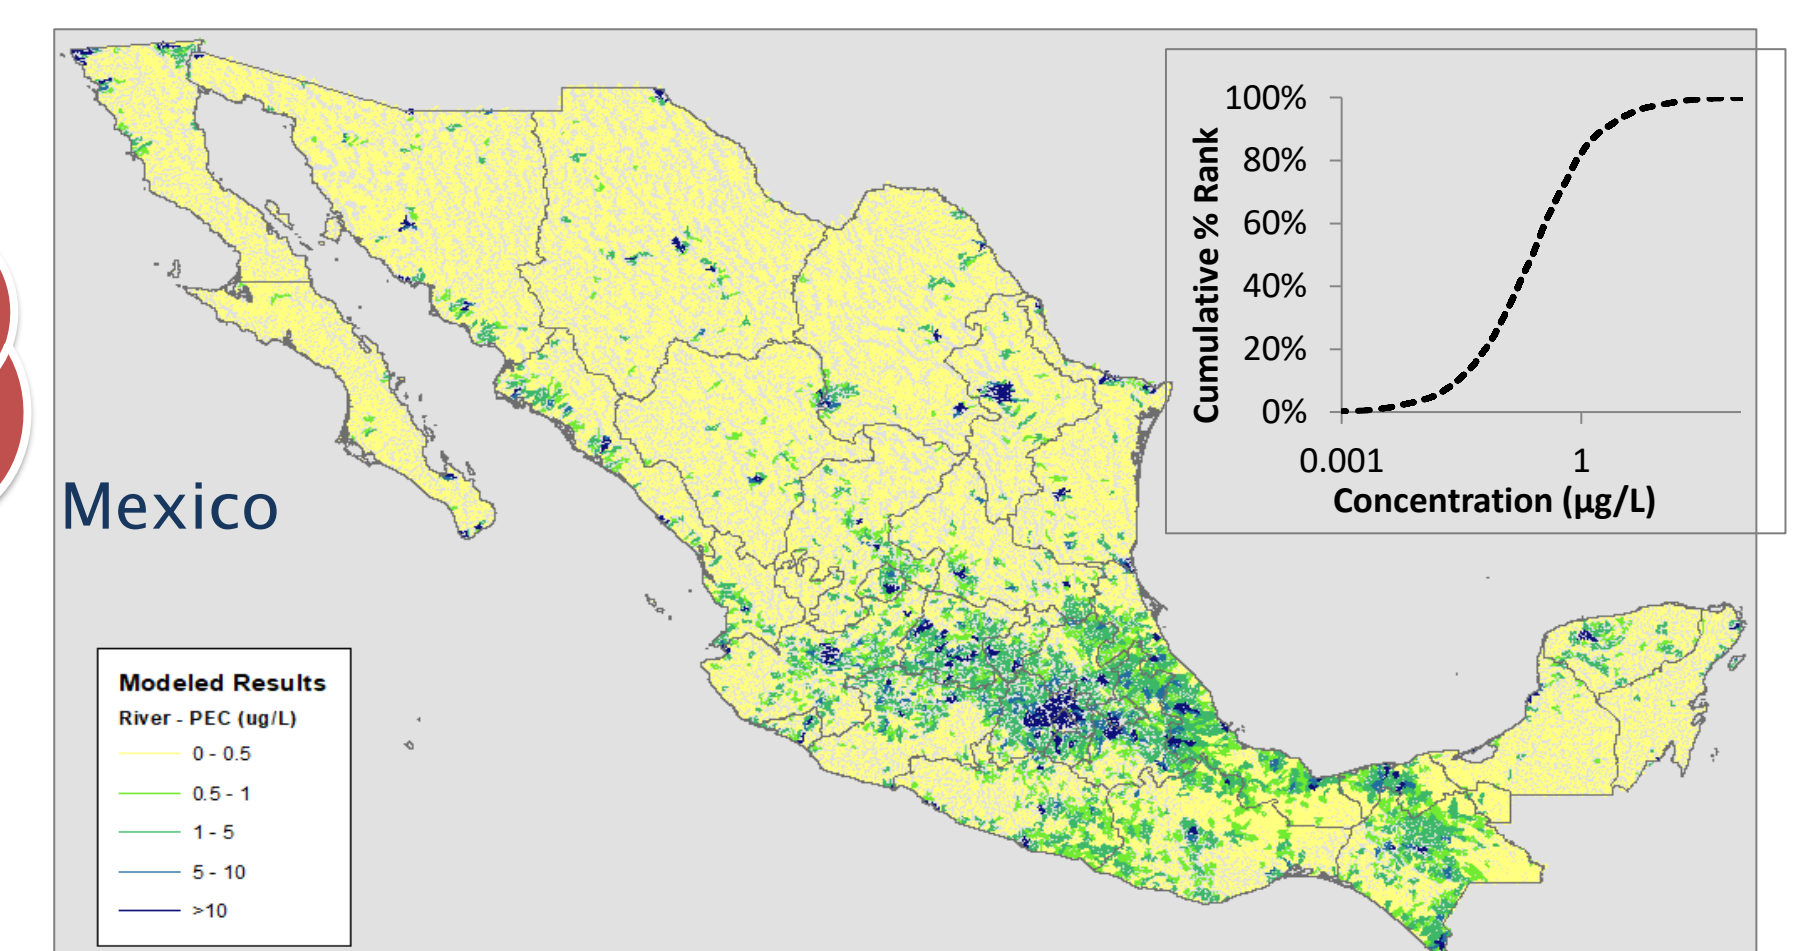 Mexico
Modeled Results
River - PEC (ug/L)
0 - 0.5
0.5 - 1
1 - 5
5 - 10
>10
Cumulative % Rank
100%
80%
60%
40%
20%
0%
0.001 1
Concentration (µg/L)